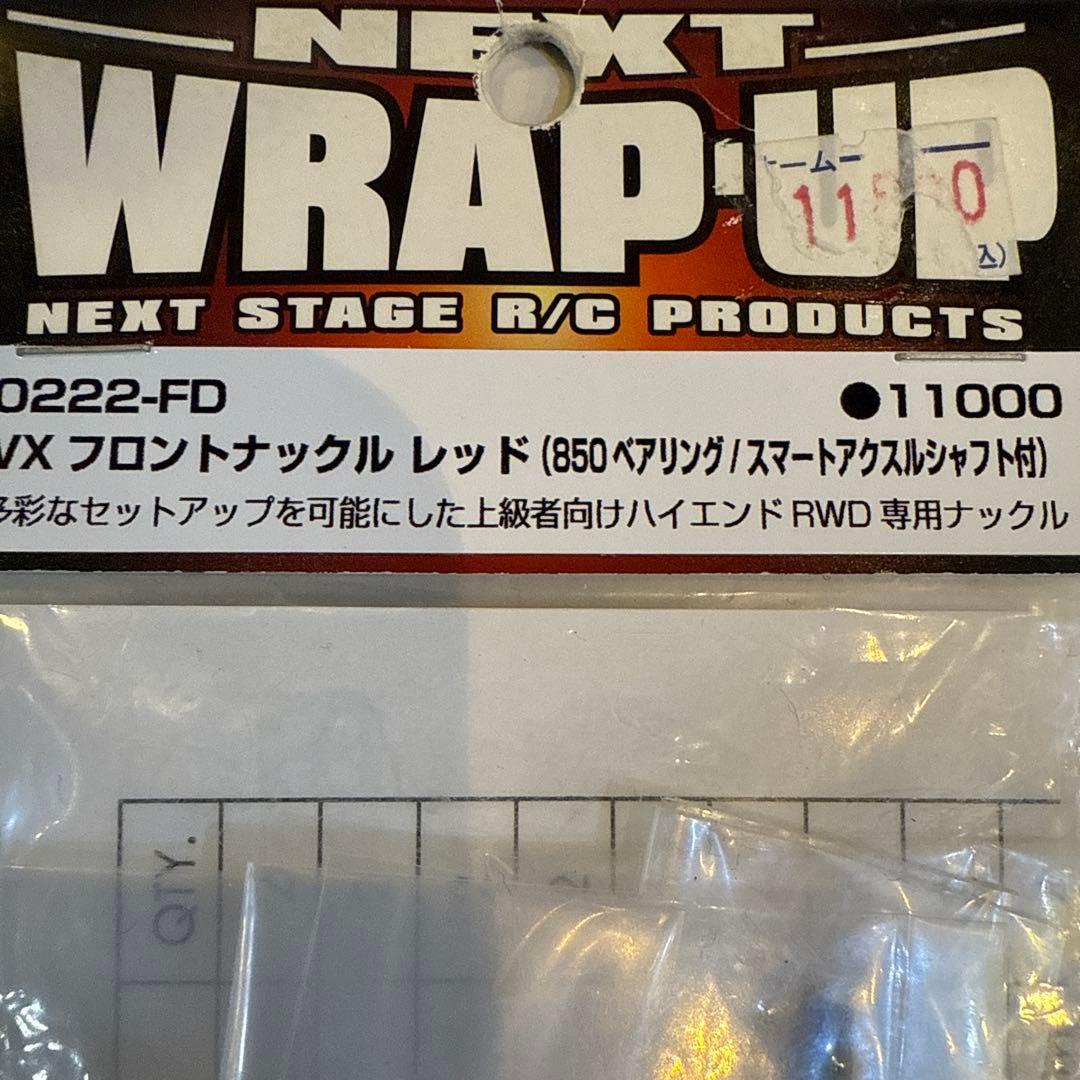 NEXT
WRAP-UP
NEXT STAGE R/C PRODUCTS
0222-FD
●11000
VX フロントナックル レッド (850ベアリング/スマートアクスルシャフト付)
多彩なセットアップを可能にした上級者向けハイエンドRWD専用ナックル
QTY.